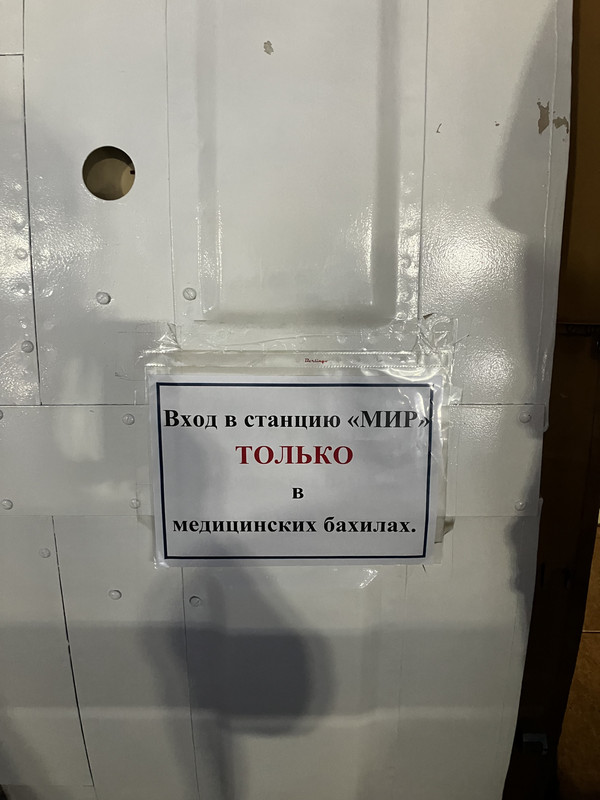 Вход в станцию «МИР»
ТОЛЬКО
в
медицинских бахилах.